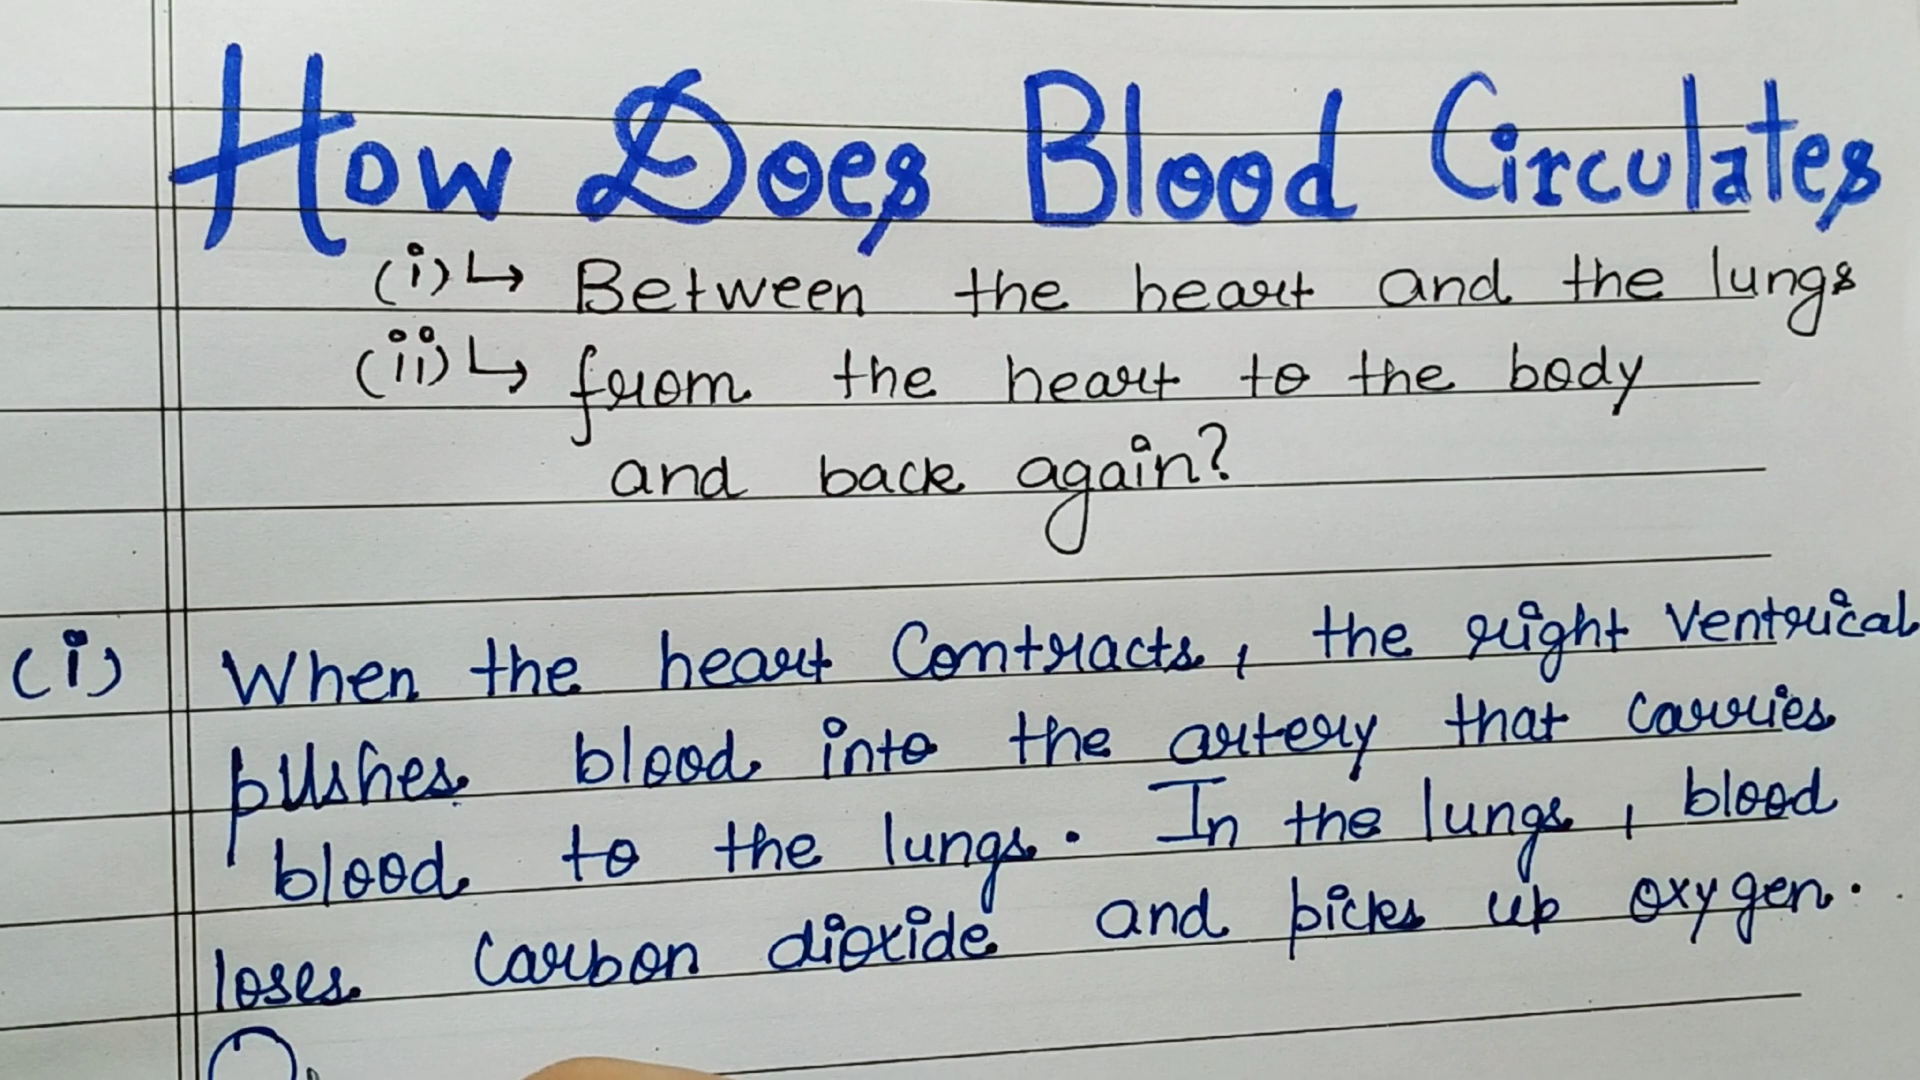 How Does Blood Circulates
(i) ↳ Between the heart and the lungs
(ii) ↳ from the heart to the body
and back again?
(i) When the heart Contracts, the right Ventrical
pushes blood into the artery that carries
blood to the lungs. In the lungs, blood
loses carbon dioxide and picks up oxygen.